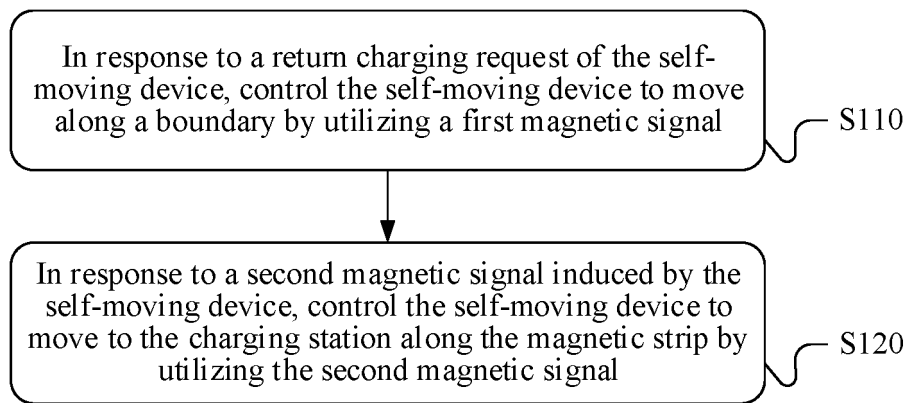 In response to a return charging request of the self-
moving device, control the self-moving device to move
along a boundary by utilizing a first magnetic signal
S110
In response to a second magnetic signal induced by the
self-moving device, control the self-moving device to
move to the charging station along the magnetic strip by
utilizing the second magnetic signal
S120